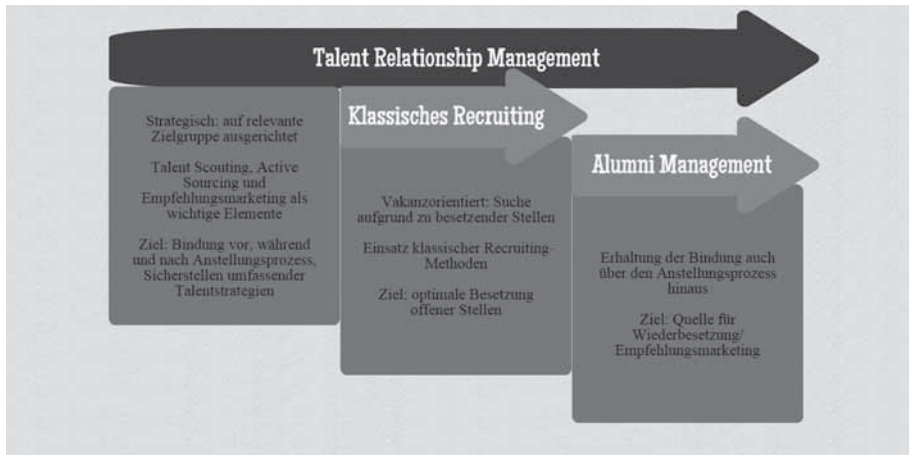 Talent Relationship Management
Strategisch: auf relevante
Zielgruppe ausgerichtet
Talent Scouting, Active
Sourcing und
Empfehlungsmarketing als
wichtige Elemente
Ziel: Bindung vor, während
und nach Anstellungsprozess,
Sicherstellen umfassender
Talentstrategien
Klassisches Recruiting
Vakanzorientiert: Suche
aufgrund zu besetzender Stellen
Einsatz klassischer Recruiting-
Methoden
Ziel: optimale Besetzung
offener Stellen
Alumni Management
Erhaltung der Bindung auch
über den Anstellungsprozess
hinaus
Ziel: Quelle für
Wiederbesetzung/
Empfehlungsmarketing